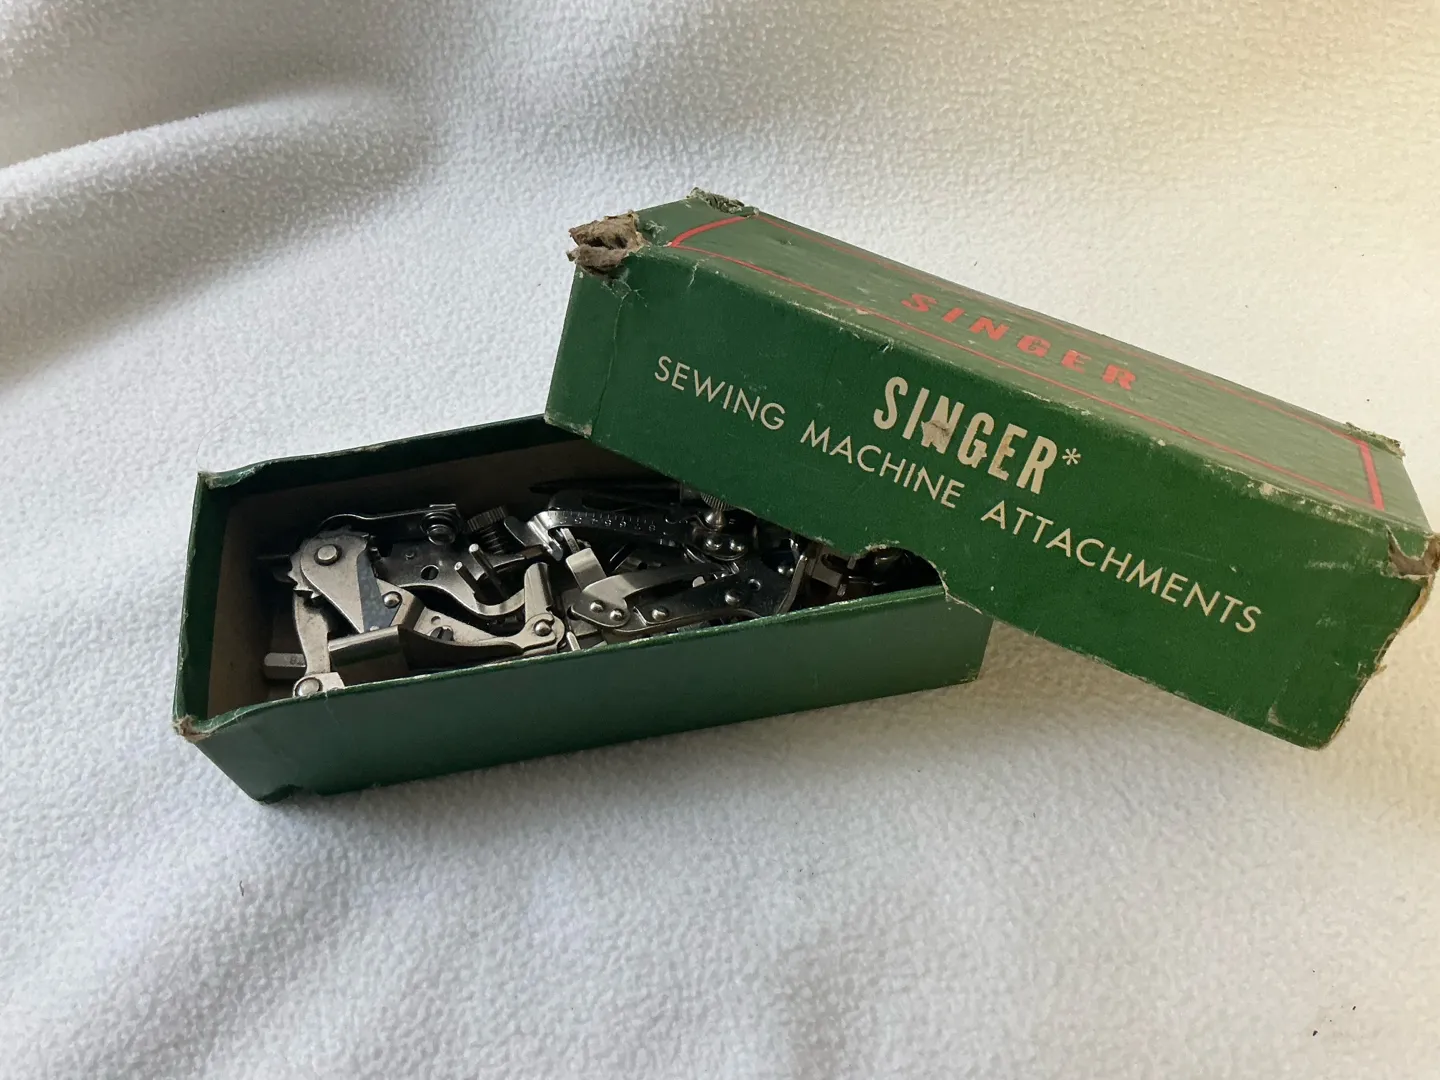 SINGER
SINGER*
SEWING MACHINE ATTACHMENTS